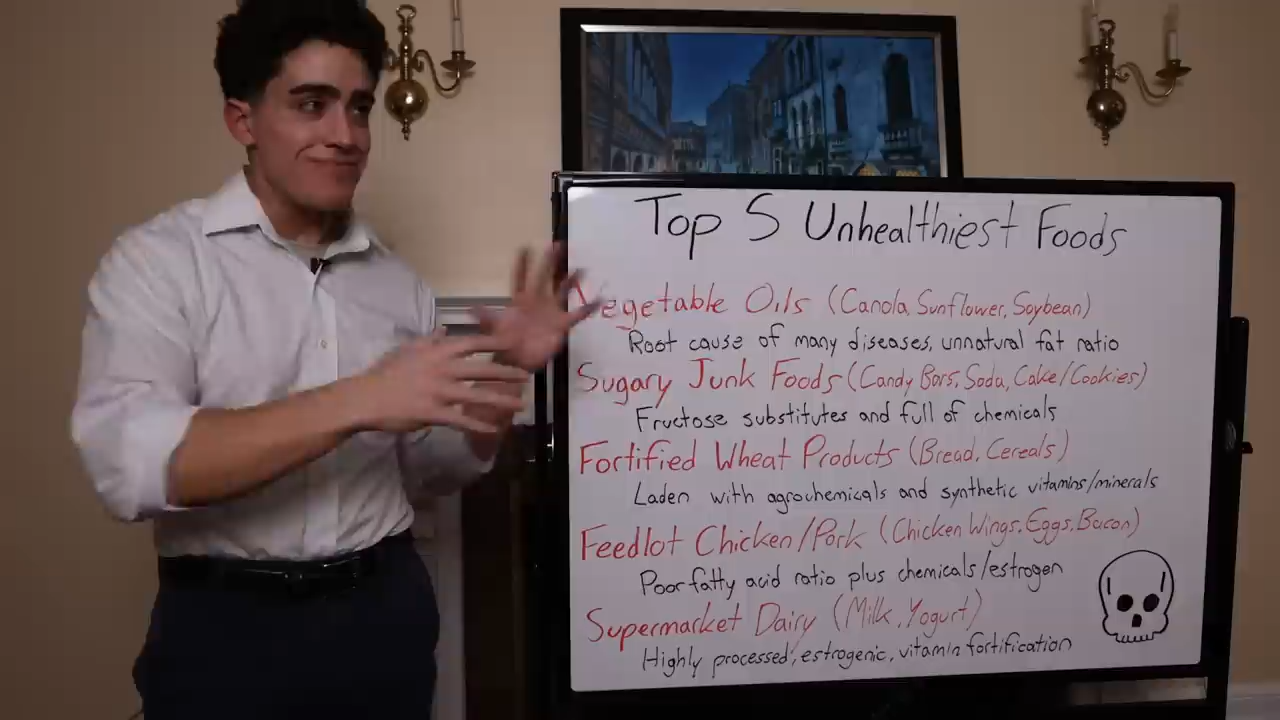 Top 5 Unhealthiest Foods
Vegetable Oils (Canola, Sunflower, Soybean)
Root cause of many diseases, unnatural fat ratio
Sugary Junk Foods (Candy Bars, Soda, Cake/Cookies)
Fructose substitutes and full of chemicals
Fortified Wheat Products (Bread, Cereals)
Laden with agrochemicals and synthetic vitamins/minerals
Feedlot Chicken/Pork (Chicken Wings, Eggs, Bacon)
Poor fatty acid ratio plus chemicals/estrogen
Supermarket Dairy (Milk, Yogurt)
Highly processed, estrogenic, vitamin fortification